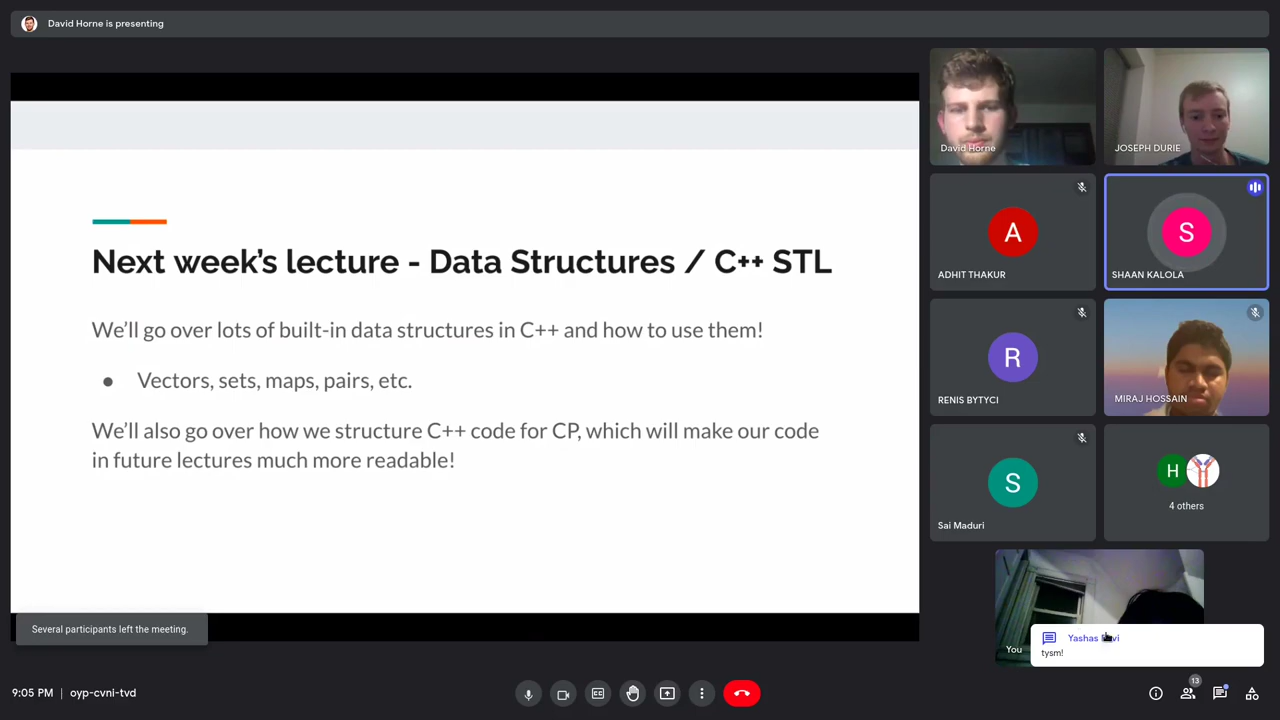 David Horne is presenting
Next week's lecture - Data Structures / C++ STL
We'll go over lots of built-in data structures in C++ and how to use them!
● Vectors, sets, maps, pairs, etc.
We'll also go over how we structure C++ code for CP, which will make our code
in future lectures much more readable!
Several participants left the meeting.
David Horne
JOSEPH DURIE
A
ADHIT THAKUR
S
SHAAN KALOLA
R
RENIS BYTYCI
MIRAJ HOSSAIN
S
Sai Maduri
H
4 others
You
Yashas
tysm!
9:05 PM | oyp-cvni-tvd
13